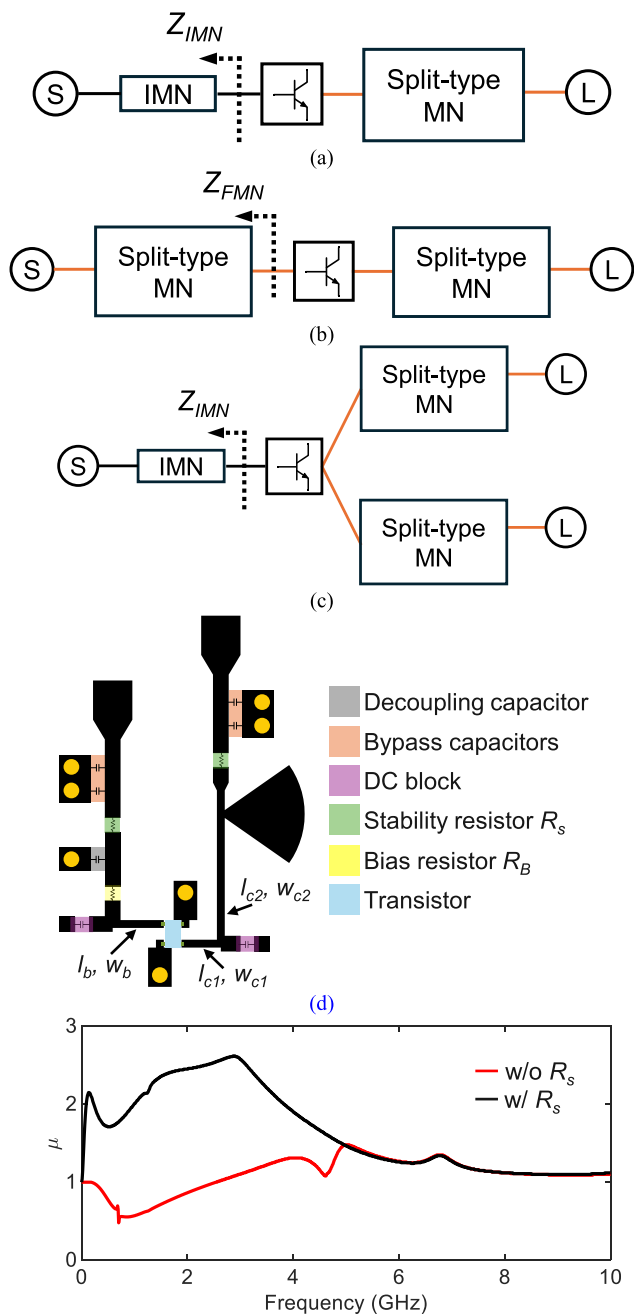 Z_IMN
S
IMN
Split-type
MN
L
(a)
Z_FMN
S
Split-type
MN
Split-type
MN
L
(b)
Split-type
MN
L
Z_IMN
S
IMN
Split-type
MN
L
(c)
Decoupling capacitor
Bypass capacitors
DC block
Stability resistor R_s
Bias resistor R_B
Transistor
l_c2, w_c2
l_b, w_b
l_c1, w_c1
(d)
3
w/o R_s
w/ R_s
2
μ
1
0
0 2 4 6 8 10
Frequency (GHz)